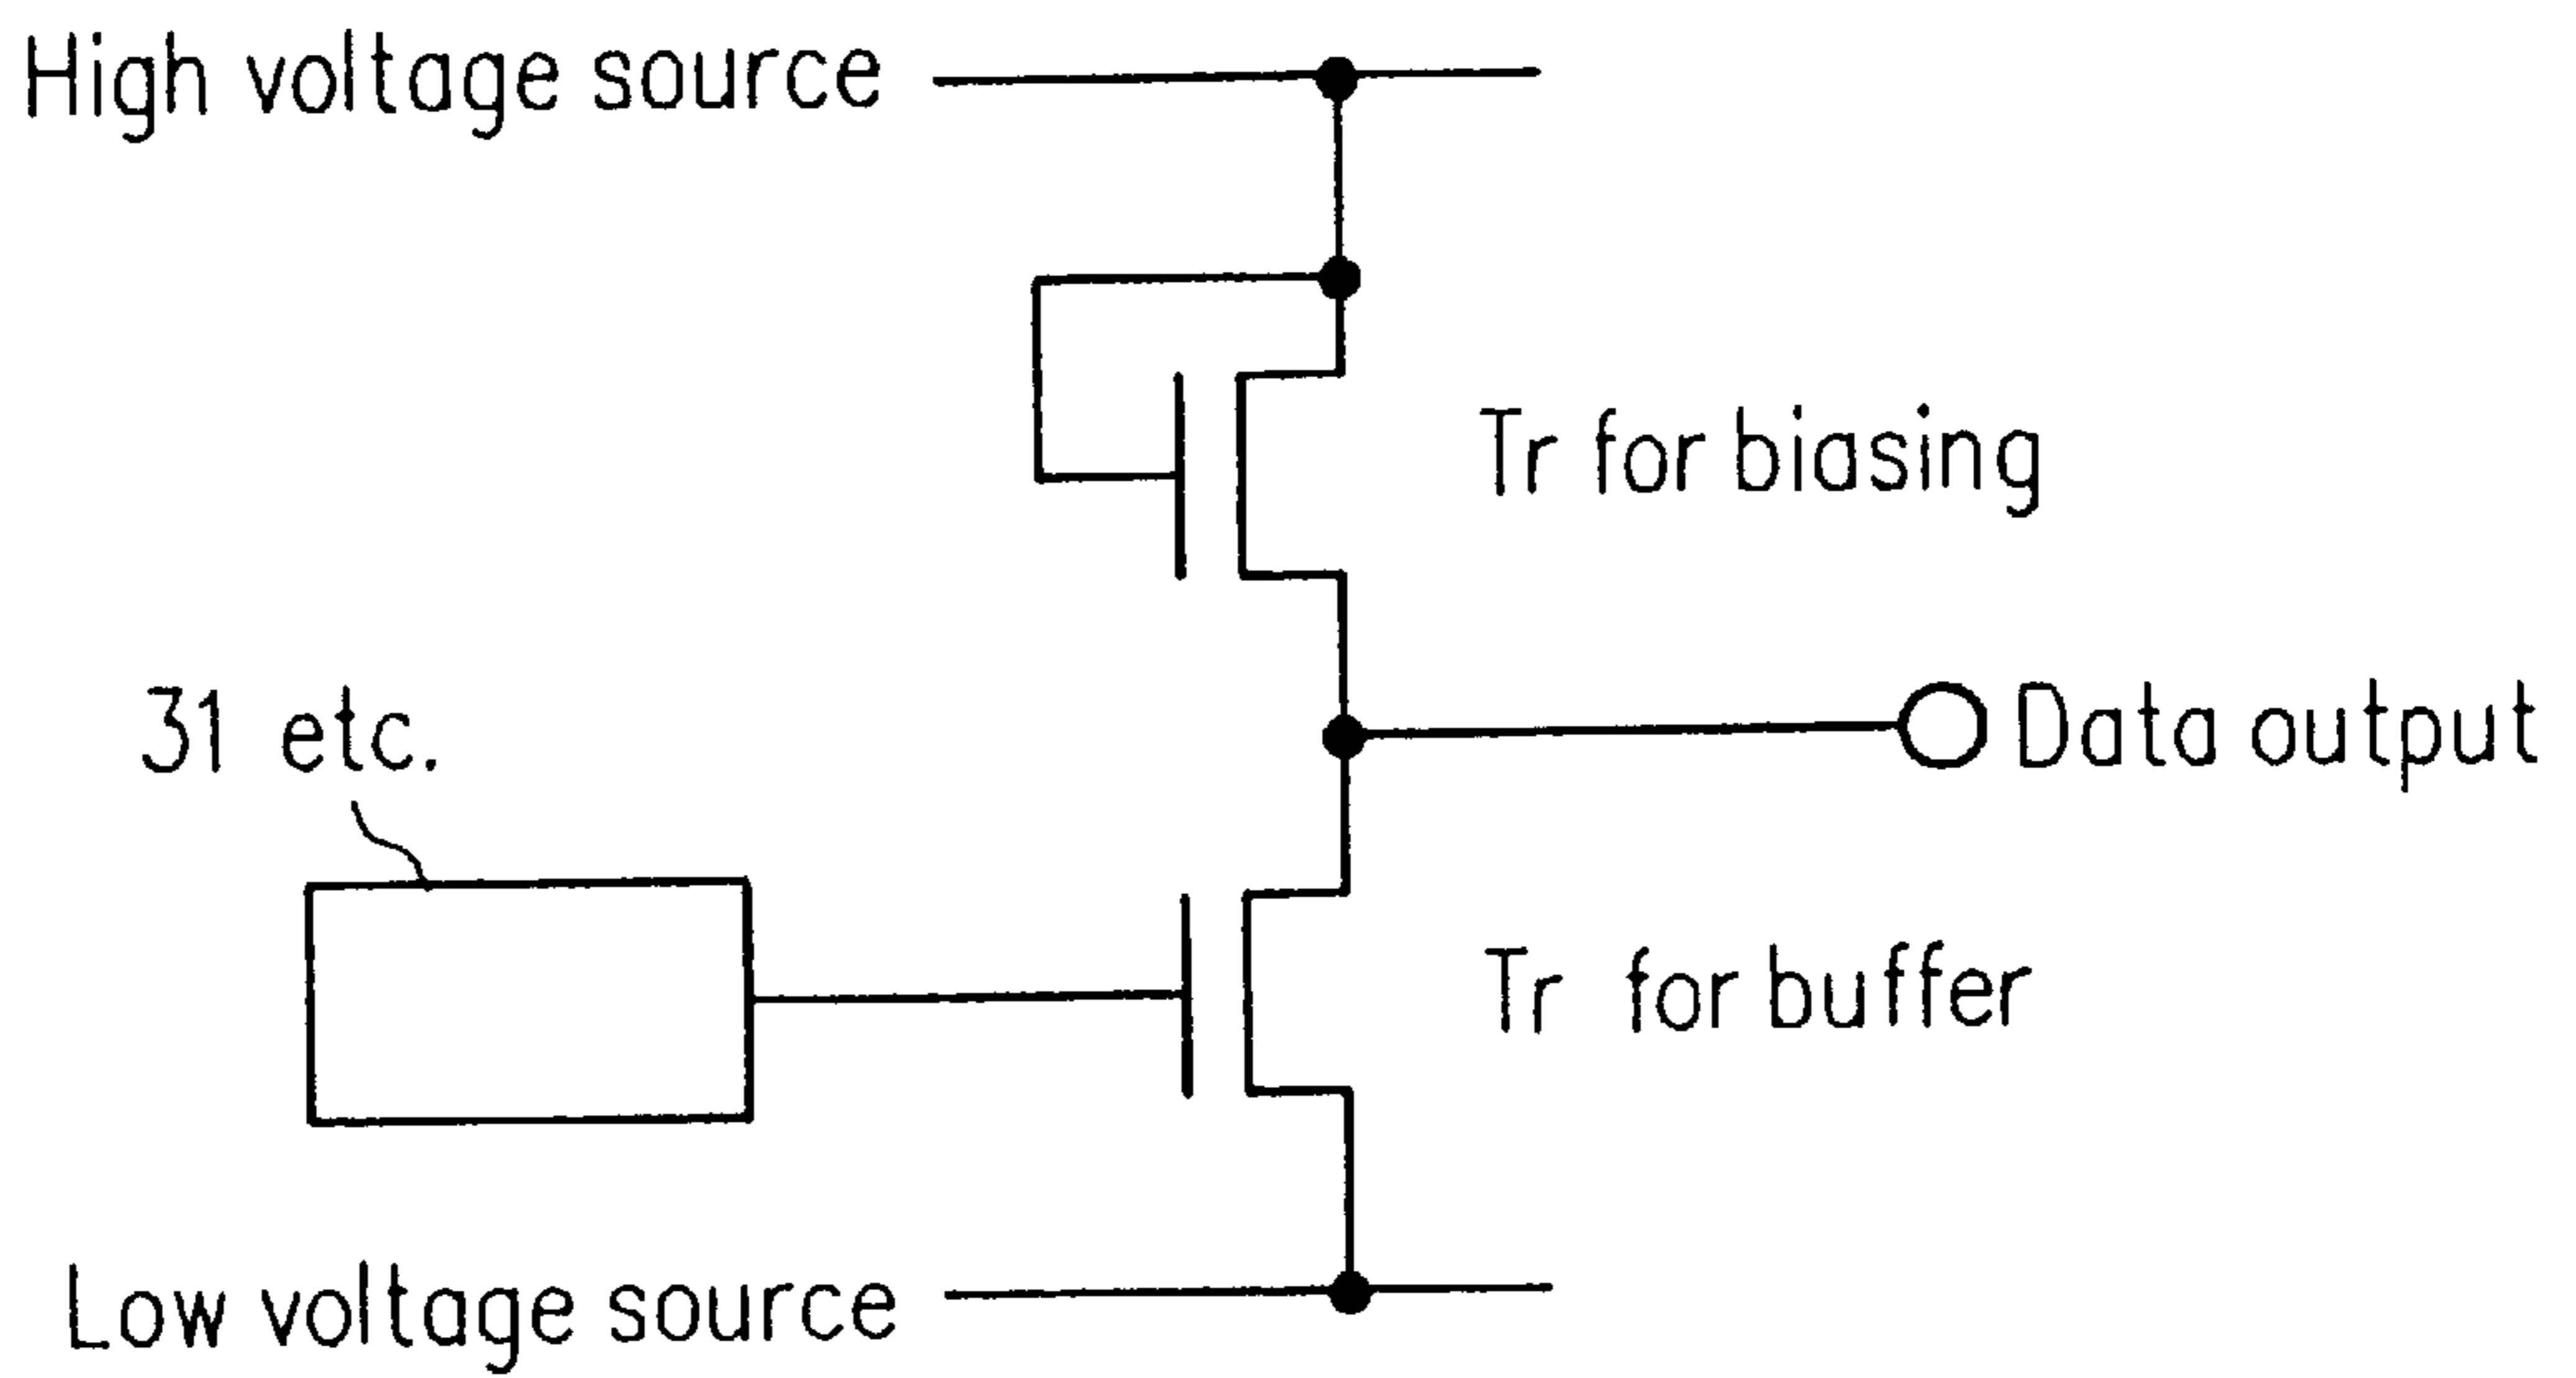 High voltage source
Tr for biasing
31 etc.
Data output
Tr for buffer
Low voltage source